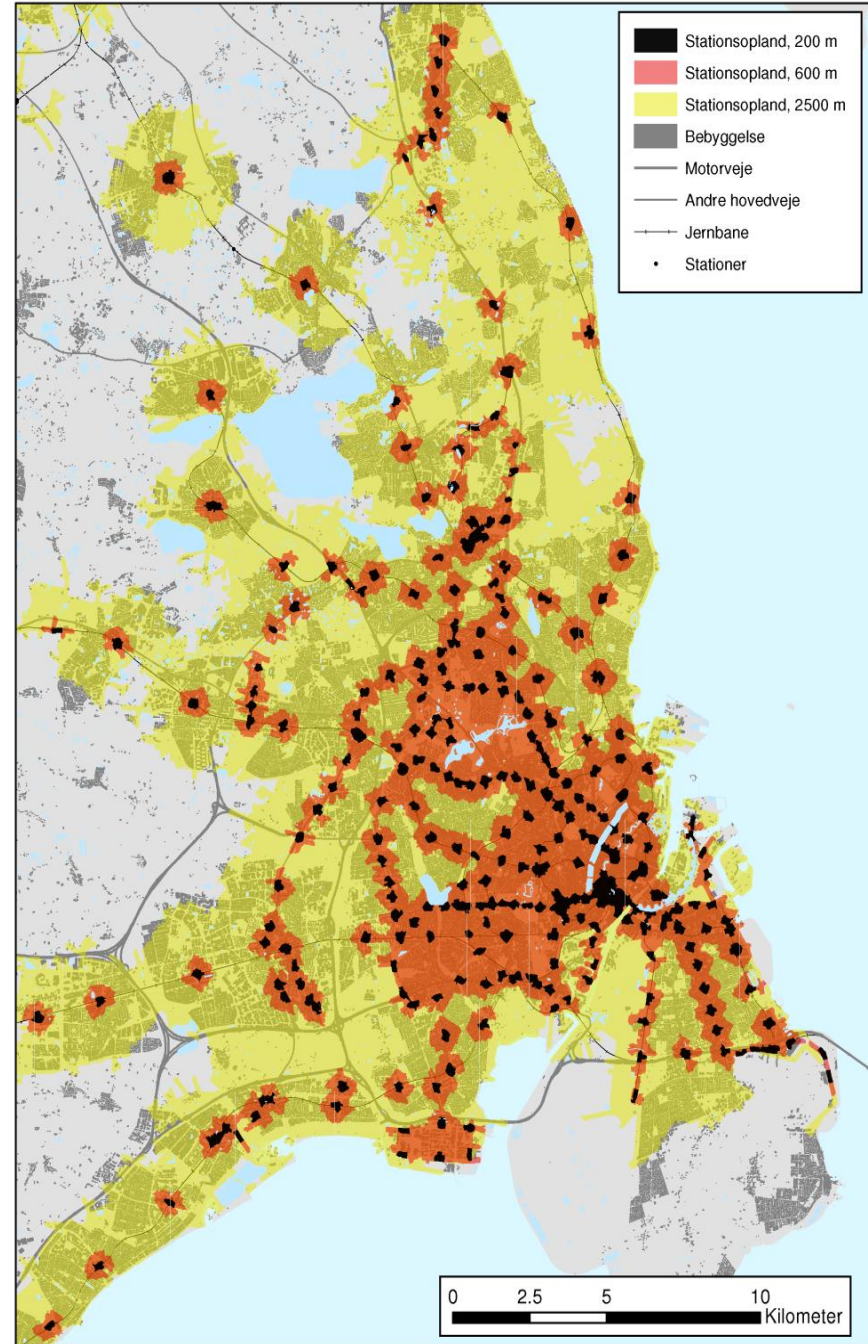 Stationsopland, 200 m
Stationsopland, 600 m
Stationsopland, 2500 m
Bebyggelse
Motorveje
Andre hovedveje
Jernbane
Stationer
0 2.5 5 10
Kilometer